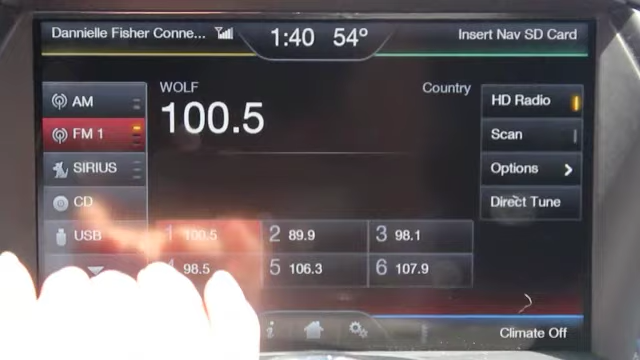 Dannielle Fisher Conne...
1:40 54°
Insert Nav SD Card
AM
FM 1
SIRIUS
CD
USB
WOLF
Country
100.5
HD Radio
Scan
Options
Direct Tune
1 100.5
2 89.9
3 98.1
4 98.5
5 106.3
6 107.9
i
Climate Off